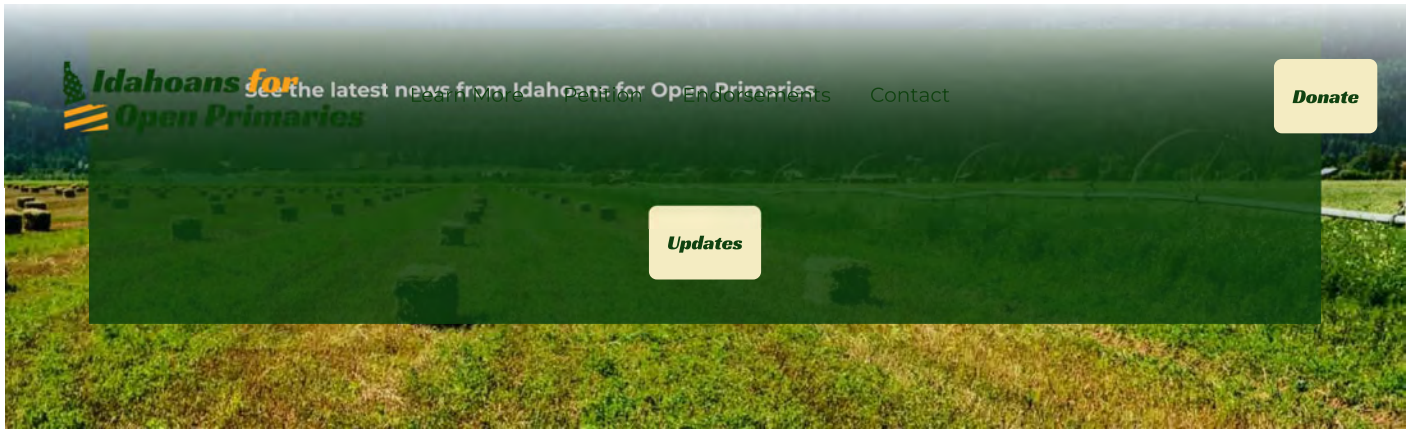 Idahoans for
Open Primaries
See the latest news from Idahoans for Open Primaries
Learn More
Petition
Endorsements
Contact
Donate
Updates